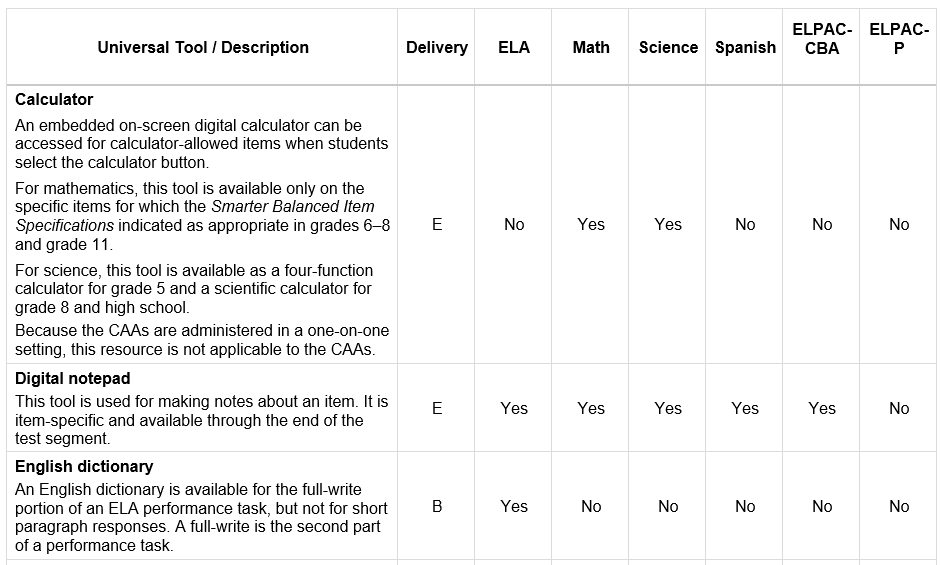 Universal Tool / Description Delivery ELA Math Science Spanish ELPAC-CBA ELPAC-P
Calculator
An embedded on-screen digital calculator can be
accessed for calculator-allowed items when students
select the calculator button.
For mathematics, this tool is available only on the
specific items for which the Smarter Balanced Item
Specifications indicated as appropriate in grades 6–8
and grade 11.
For science, this tool is available as a four-function
calculator for grade 5 and a scientific calculator for
grade 8 and high school.
Because the CAAs are administered in a one-on-one
setting, this resource is not applicable to the CAAs.
E No Yes Yes No No No
Digital notepad
This tool is used for making notes about an item. It is
item-specific and available through the end of the
test segment.
E Yes Yes Yes Yes Yes No
English dictionary
An English dictionary is available for the full-write
portion of an ELA performance task, but not for short
paragraph responses. A full-write is the second part
of a performance task.
B Yes No No No No No